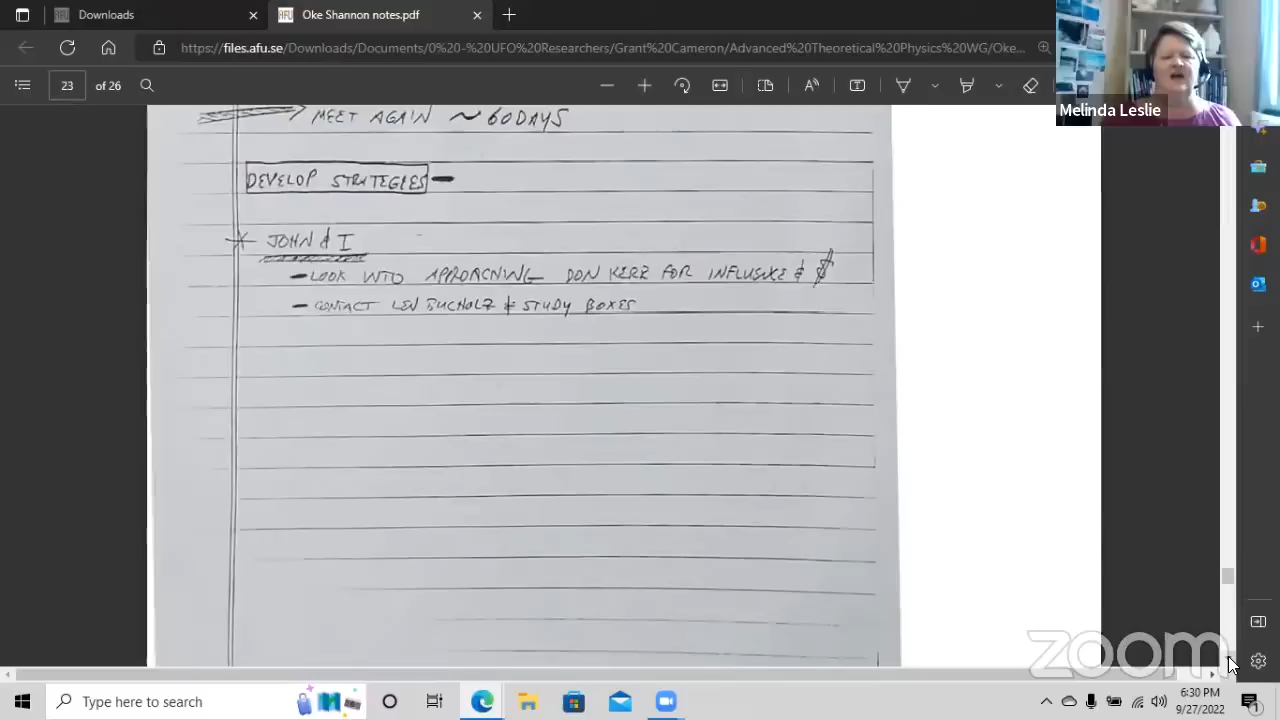 Downloads
Oke Shannon notes.pdf
https://files.afu.se/Downloads/Documents/0%20-%20UFO%20Researchers/Grant%20Cameron/Advanced%20Theoretical%20Physics%20WG/Oke...
23 of 26
Melinda Leslie
MEET AGAIN ~ 60 DAYS
DEVELOP STRATEGIES -
JOHN & I
- LOOK INTO APPROACHING DON KERR FOR INFLUENCE & $
- CONTACT LEN & STUDY BOXES
zoom
Type here to search
6:30 PM
9/27/2022